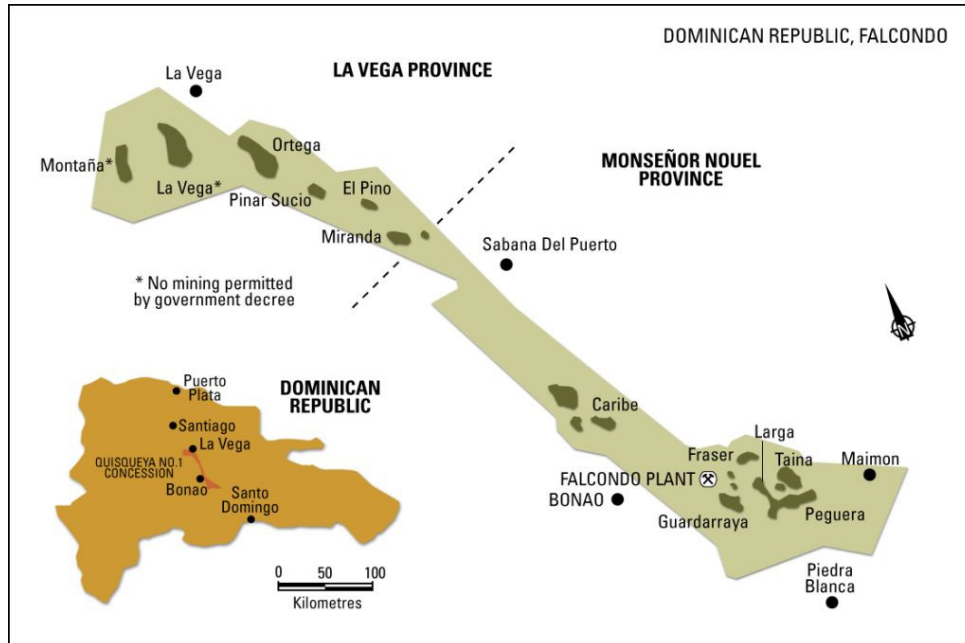 DOMINICAN REPUBLIC, FALCONDO
La Vega
LA VEGA PROVINCE
Ortega
MONSEÑOR NOUEL
PROVINCE
Montaña*
La Vega*
Pinar Sucio
El Pino
Miranda
Sabana Del Puerto
* No mining permitted
by government decree
N
Puerto
Plata
DOMINICAN
REPUBLIC
Santiago
La Vega
QUISQUEYA NO.1
CONCESSION
Bonao
Santo
Domingo
Caribe
Larga
Fraser
Taina
Maimon
FALCONDO PLANT
BONAO
Guardarraya
Peguera
Piedra
Blanca
0 50 100
Kilometres